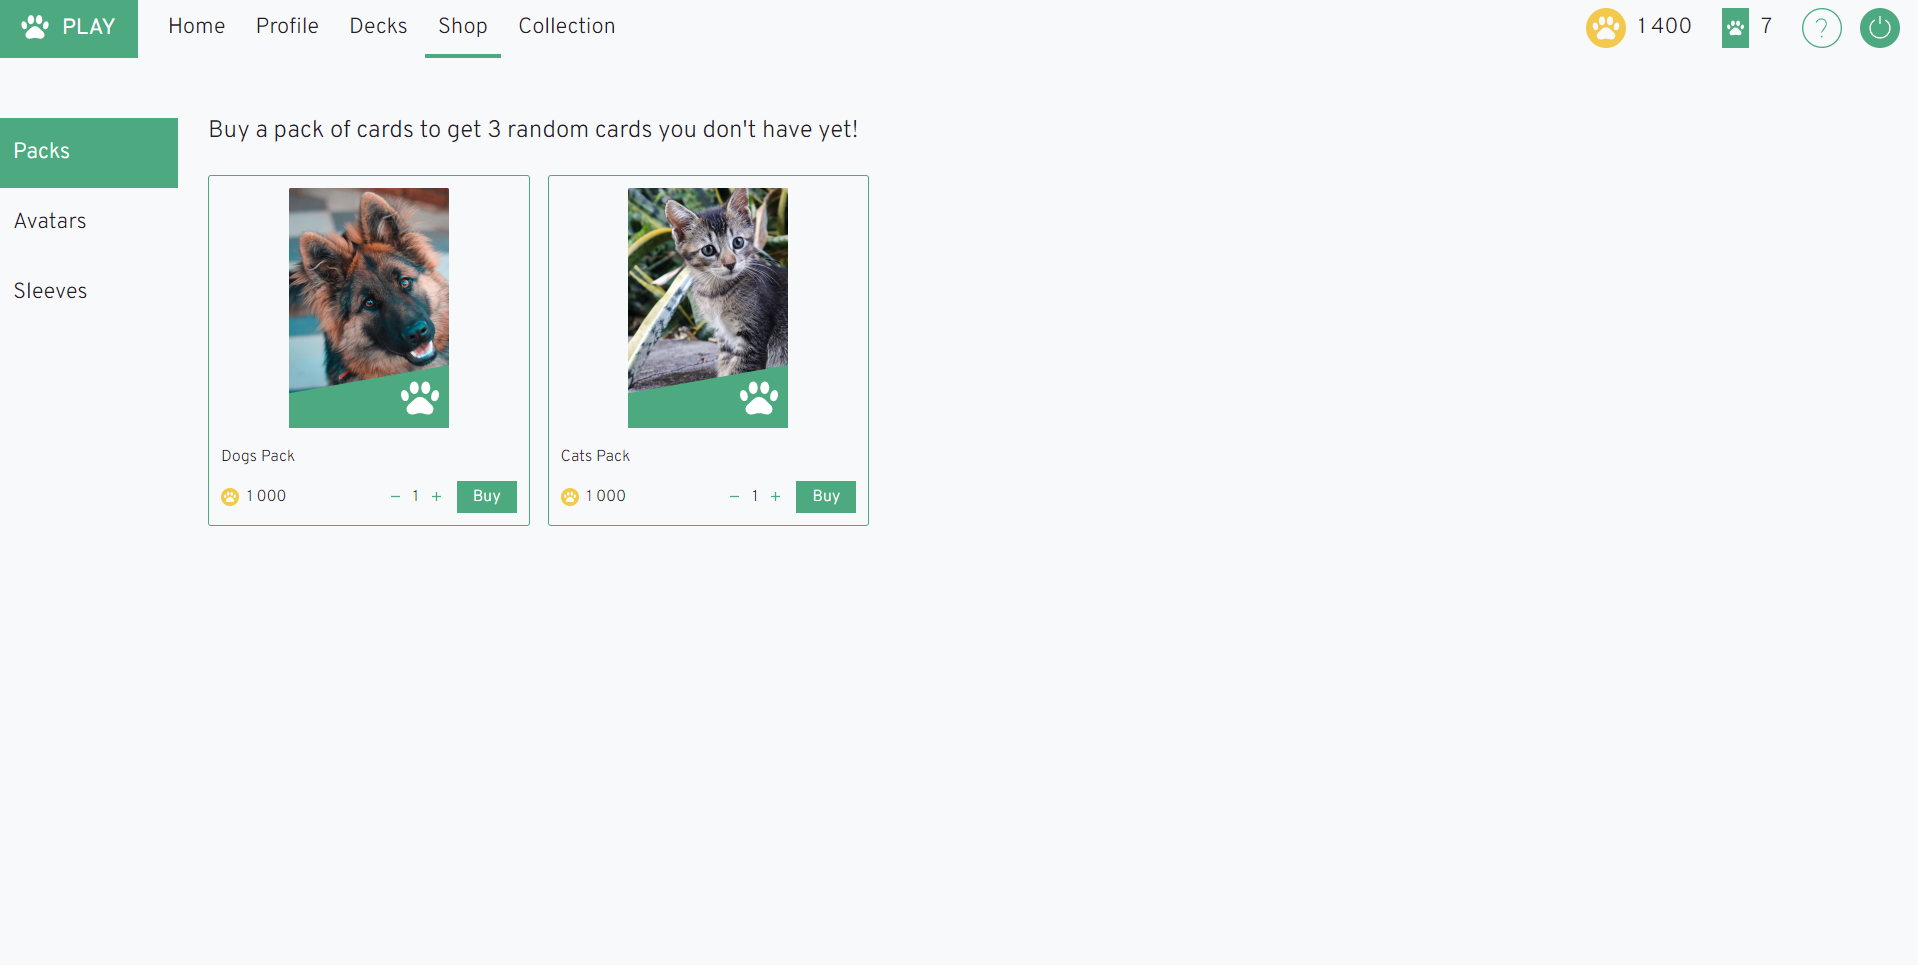 PLAY Home Profile Decks Shop Collection 1 400 7 ?
Buy a pack of cards to get 3 random cards you don't have yet!
Packs
Avatars
Sleeves
Dogs Pack
1 000 − 1 + Buy
Cats Pack
1 000 − 1 + Buy